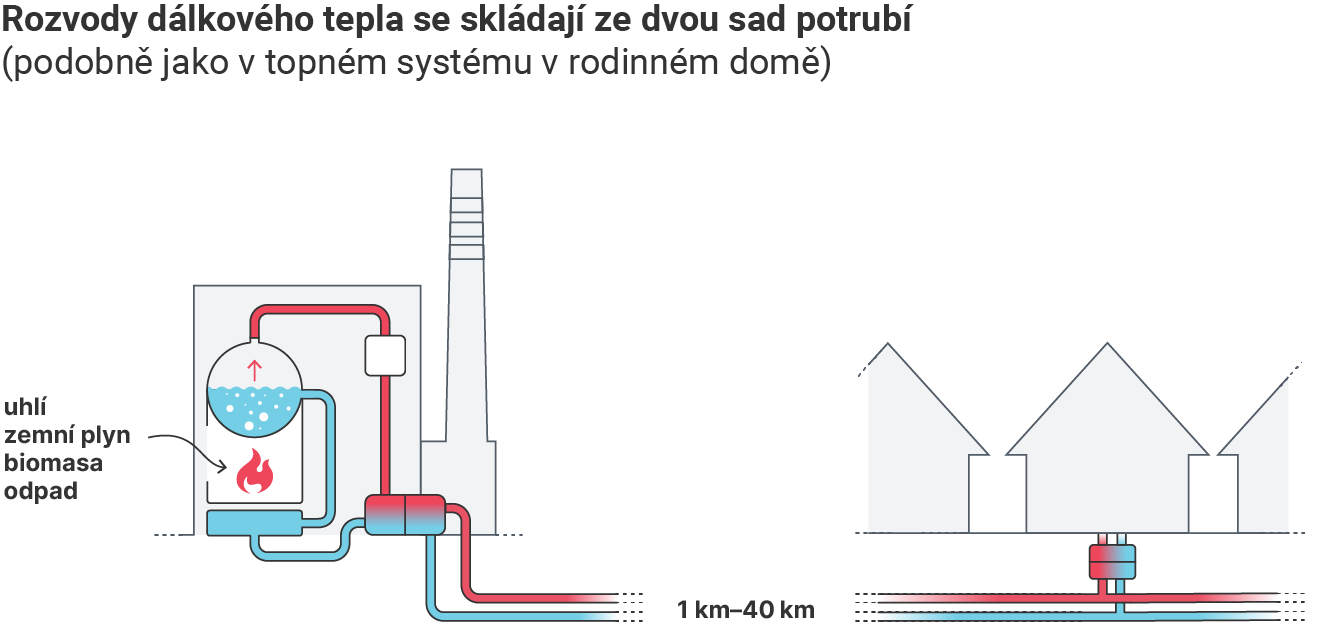 Rozvody dálkového tepla se skládají ze dvou sad potrubí
(podobně jako v topném systému v rodinném domě)
uhlí
zemní plyn
biomasa
odpad
1 km–40 km